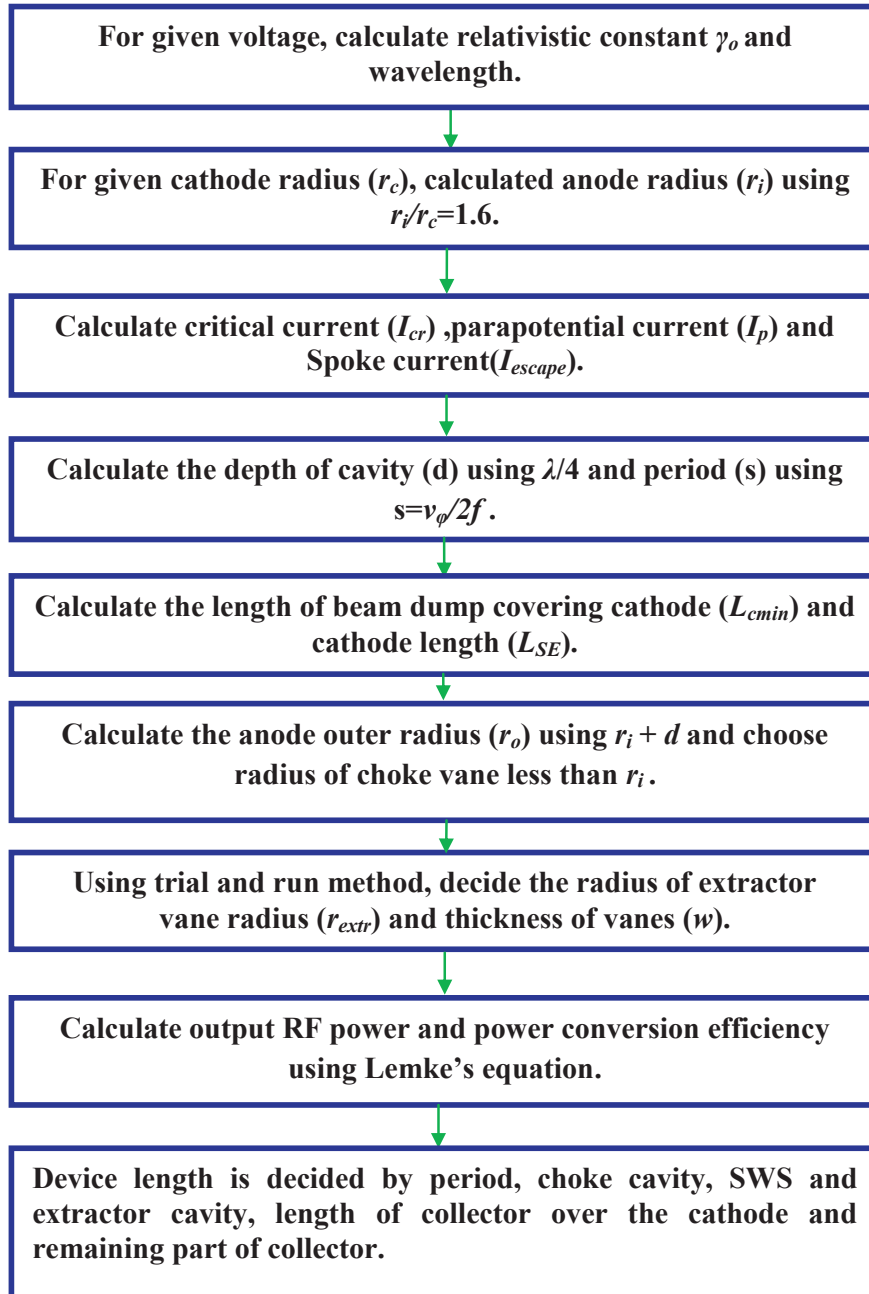 For given voltage, calculate relativistic constant γo and
wavelength.
For given cathode radius (rc), calculated anode radius (ri) using
ri/rc=1.6.
Calculate critical current (Icr) ,parapotential current (Ip) and
Spoke current(Iescape).
Calculate the depth of cavity (d) using λ/4 and period (s) using
s=vφ/2f .
Calculate the length of beam dump covering cathode (Lcmin) and
cathode length (LSE).
Calculate the anode outer radius (ro) using ri + d and choose
radius of choke vane less than ri .
Using trial and run method, decide the radius of extractor
vane radius (rextr) and thickness of vanes (w).
Calculate output RF power and power conversion efficiency
using Lemke’s equation.
Device length is decided by period, choke cavity, SWS and
extractor cavity, length of collector over the cathode and
remaining part of collector.